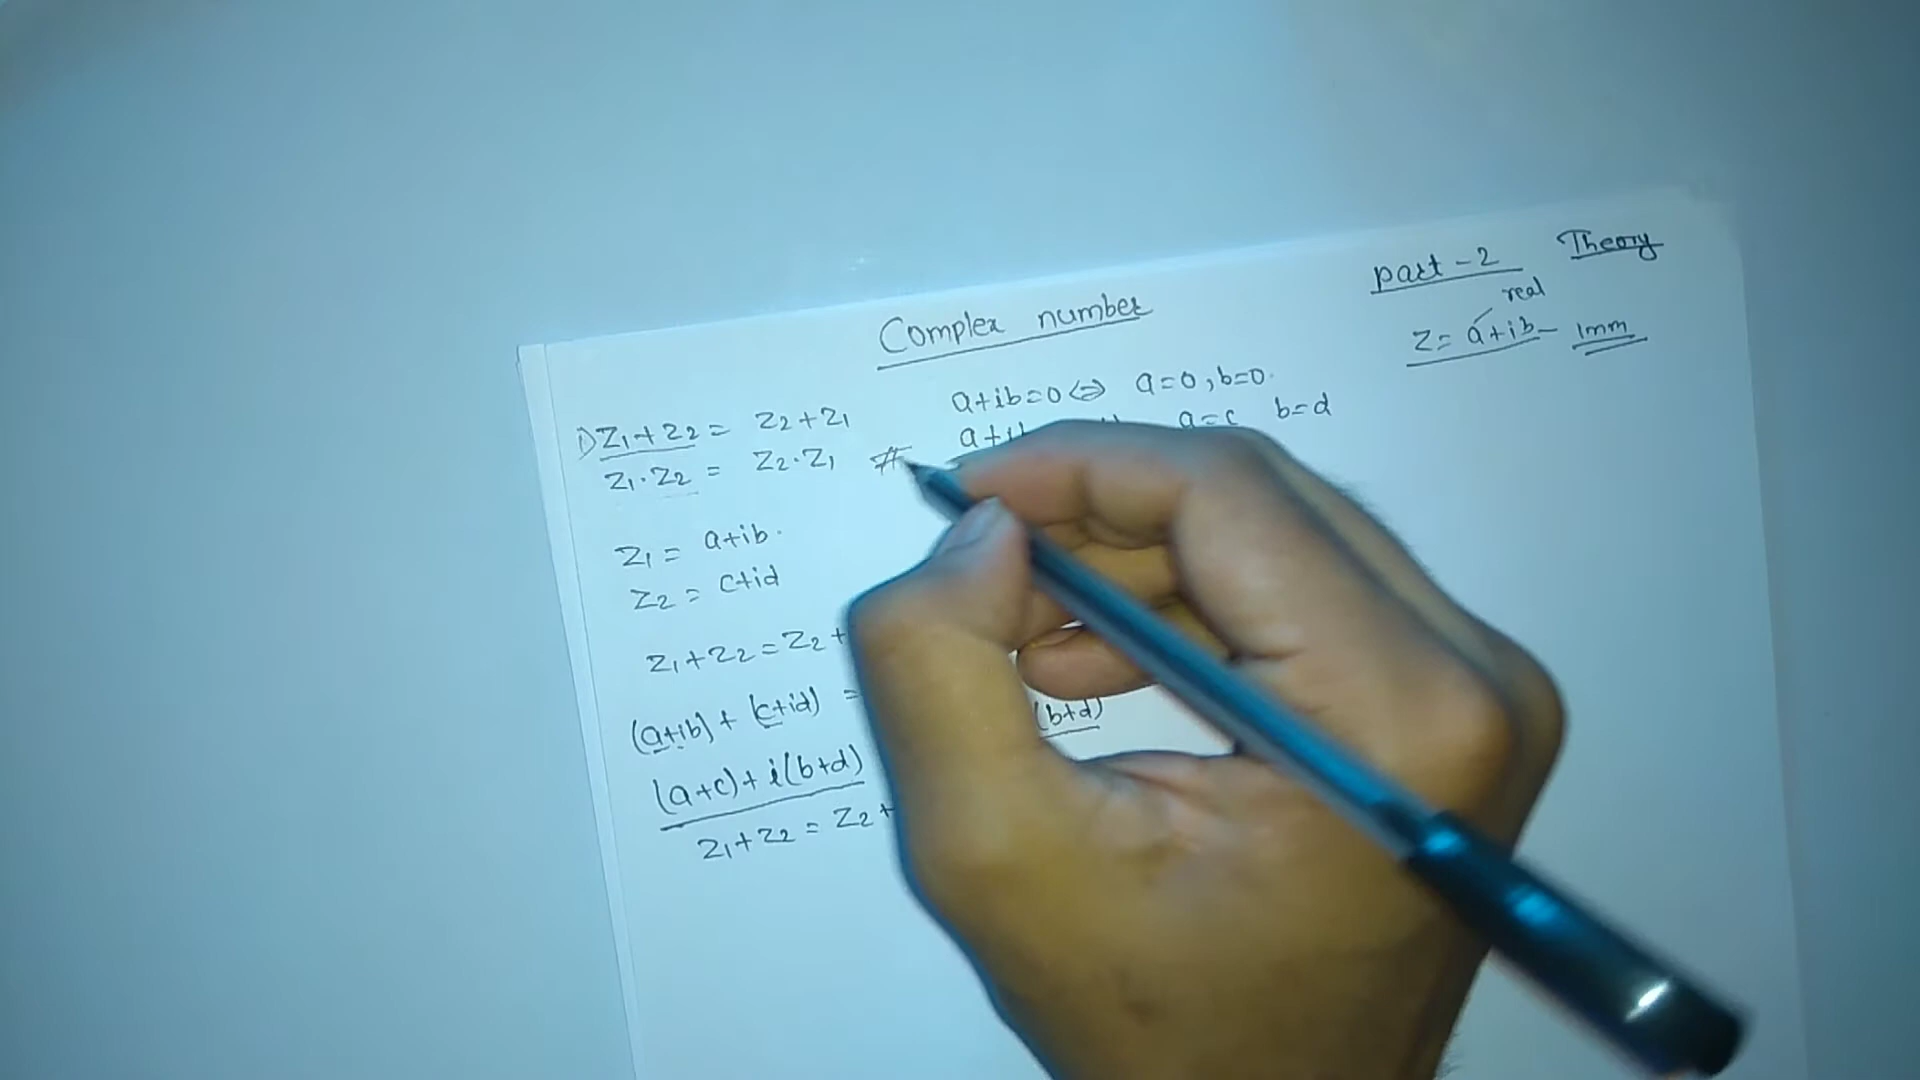 part-2 Theory
real
Z = a+ib - Imm
Complex number
1) Z1+Z2 = Z2+Z1
Z1.Z2 = Z2.Z1 #
a+ib=0 <=> a=0, b=0.
a+i a=c b=d
Z1 = a+ib.
Z2 = c+id
Z1+Z2 = Z2+
(a+ib) + (c+id) = (b+d)
(a+c)+i(b+d)
Z1+Z2 = Z2+